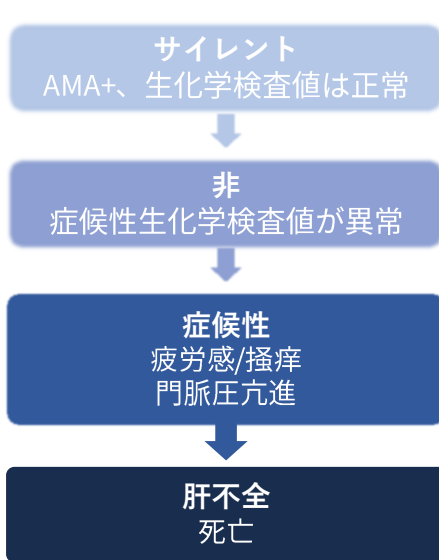 サイレント
AMA+、生化学検査値は正常
非
症候性生化学検査値が異常
症候性
疲労感/掻痒
門脈圧亢進
肝不全
死亡